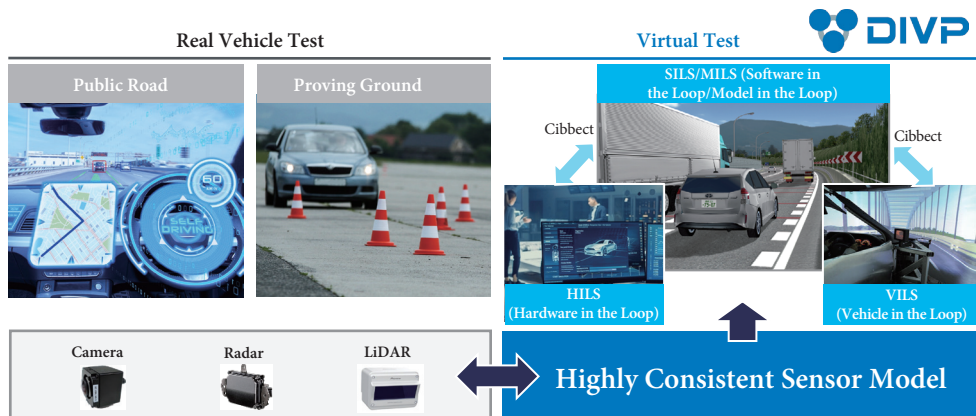 Real Vehicle Test
Virtual Test
DIVP
Public Road
Proving Ground
SILS/MILS (Software in
the Loop/Model in the Loop)
Cibbect
Cibbect
60
SELF
DRIVING
HILS
(Hardware in the Loop)
VILS
(Vehicle in the Loop)
Camera
Radar
LiDAR
Highly Consistent Sensor Model